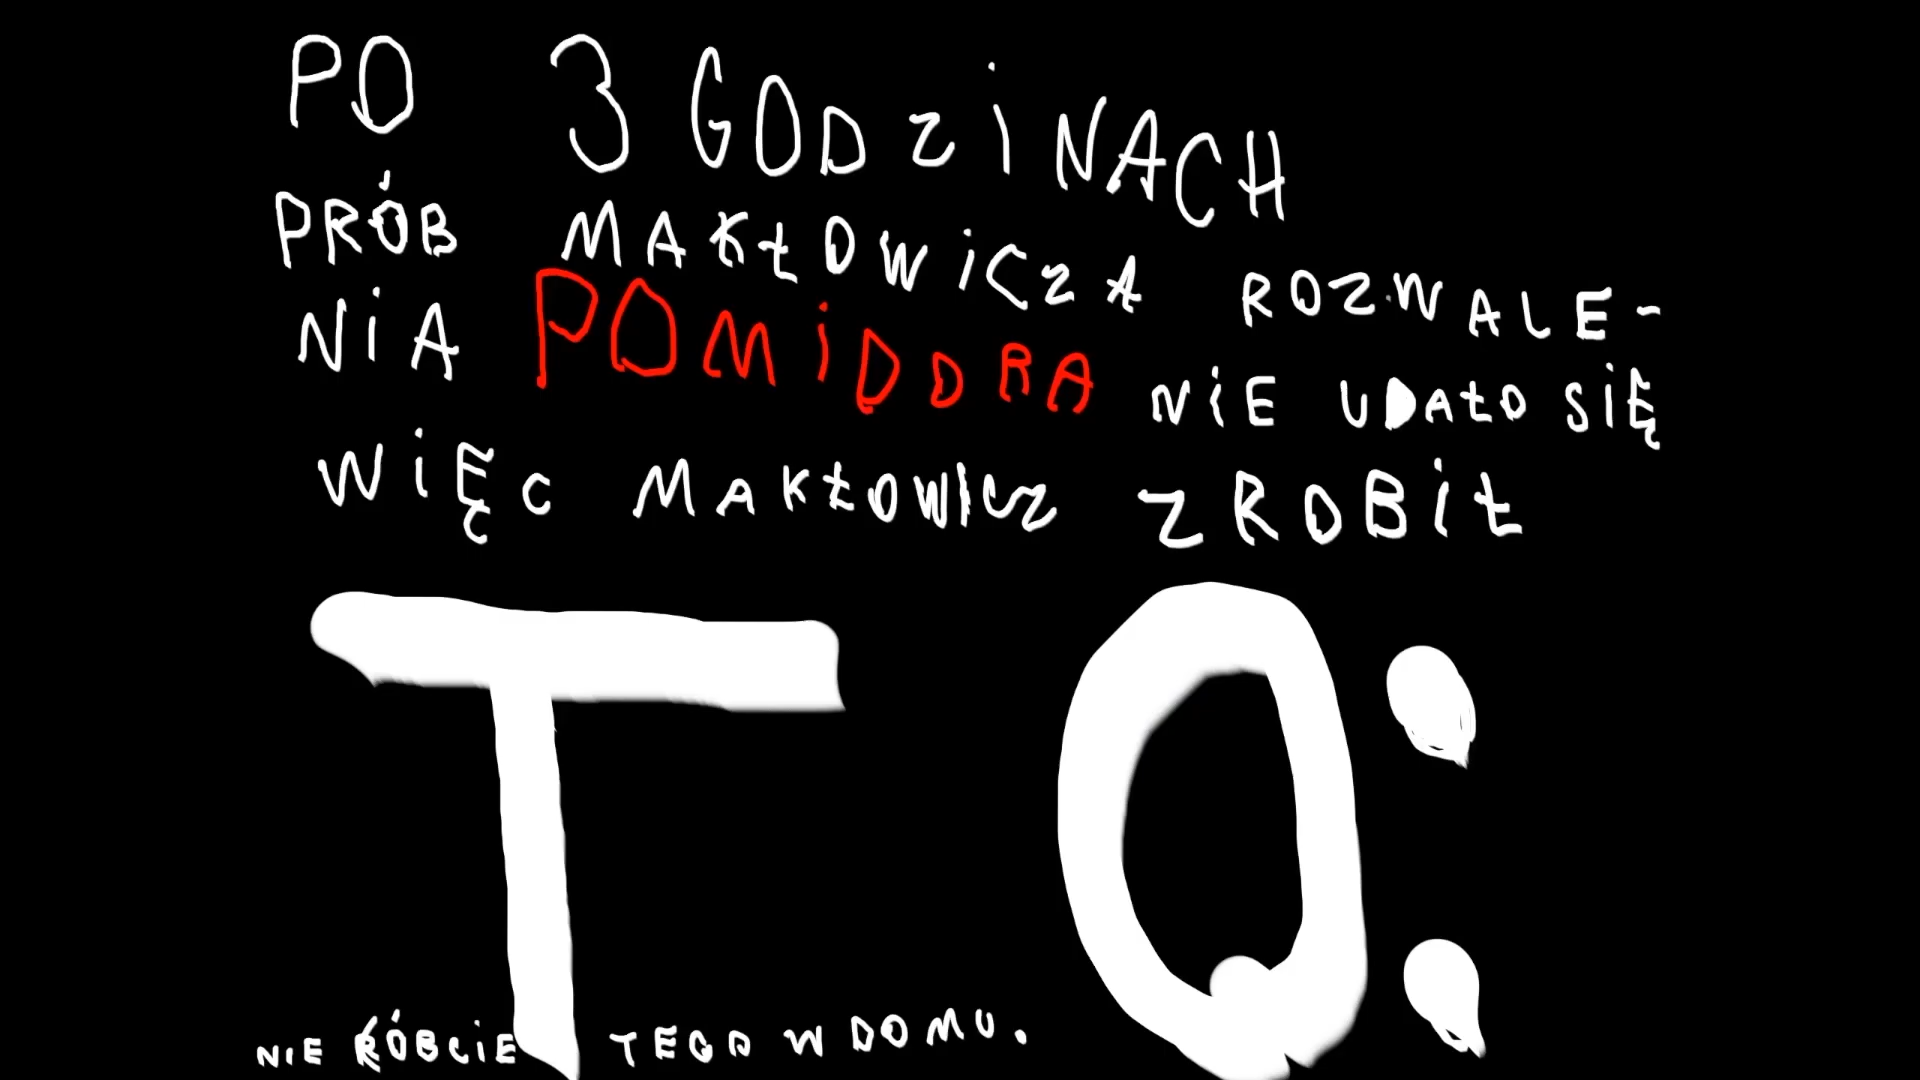 PO 3 GODZINACH
PRÓB MAKŁOWICZA ROZWALE-
NIA POMIDORA NIE UDAŁO SIĘ
WIĘC MAKŁOWICZ ZROBIŁ
TO:
NIE RÓBCIE TEGO W DOMU.